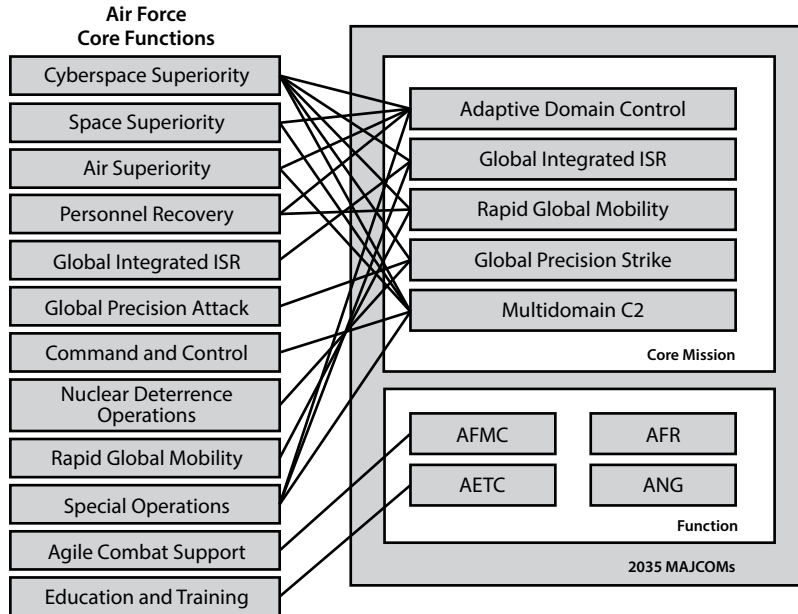 Air Force
Core Functions
Cyberspace Superiority
Space Superiority
Air Superiority
Personnel Recovery
Global Integrated ISR
Global Precision Attack
Command and Control
Nuclear Deterrence
Operations
Rapid Global Mobility
Special Operations
Agile Combat Support
Education and Training
Adaptive Domain Control
Global Integrated ISR
Rapid Global Mobility
Global Precision Strike
Multidomain C2
Core Mission
AFMC
AFR
AETC
ANG
Function
2035 MAJCOMs